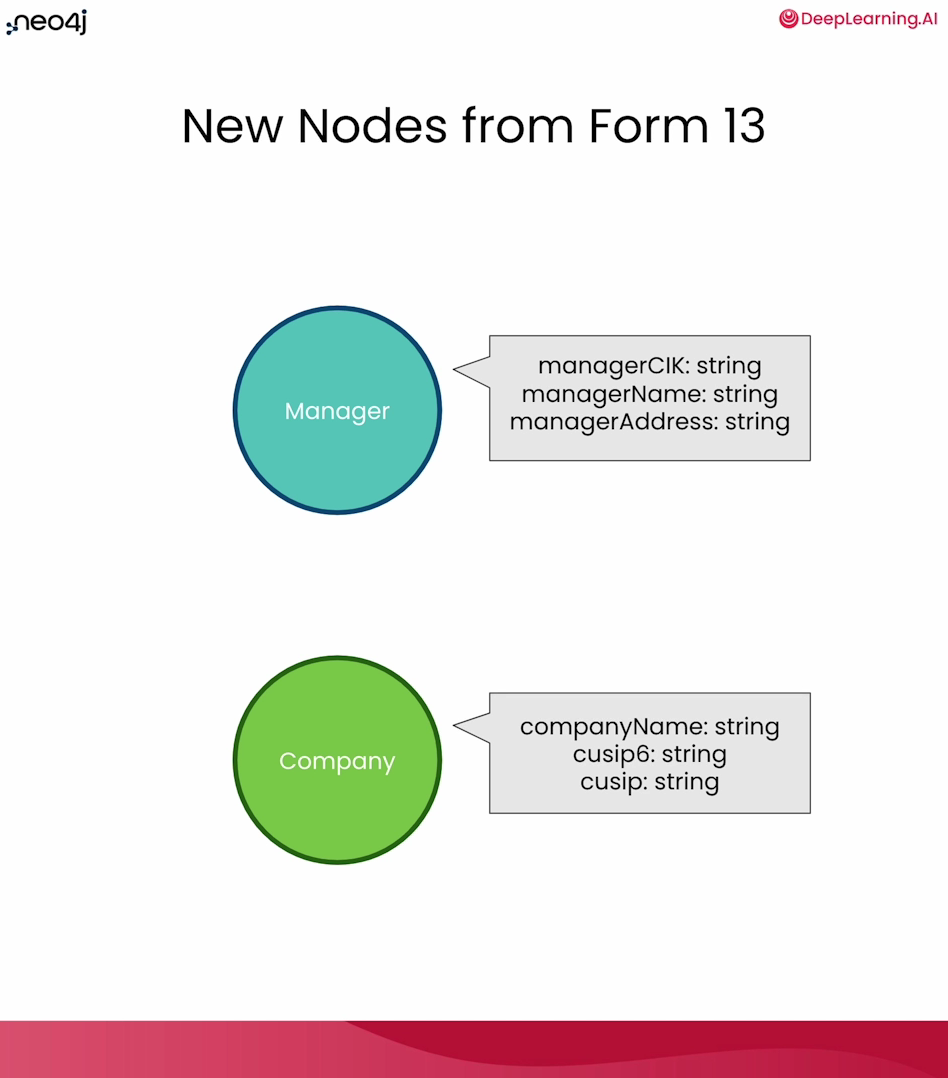 neo4j
DeepLearning.AI
New Nodes from Form 13
Manager
managerCIK: string
managerName: string
managerAddress: string
Company
companyName: string
cusip6: string
cusip: string